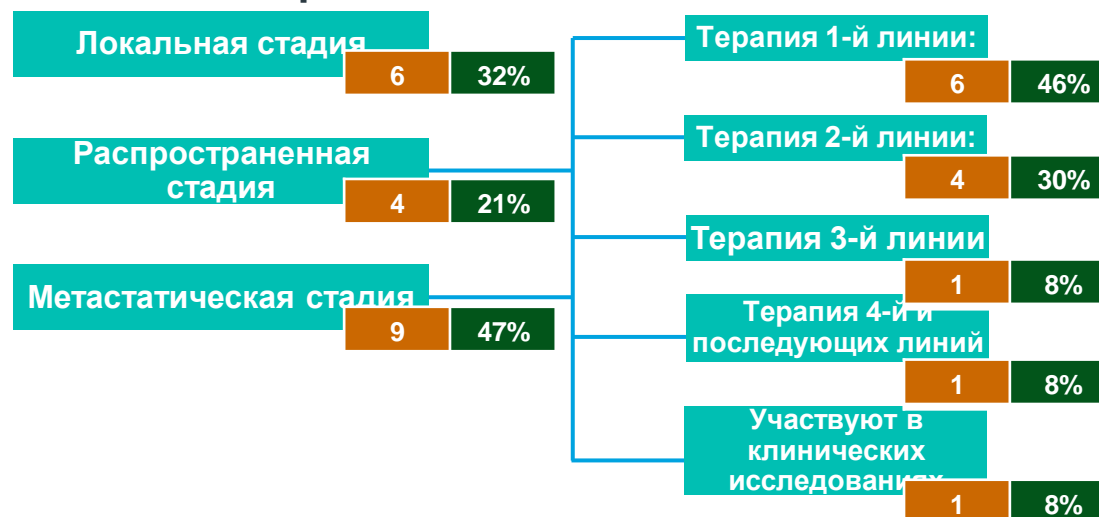 Локальная стадия
6 32%
Распространенная
стадия
4 21%
Метастатическая стадия
9 47%
Терапия 1-й линии:
6 46%
Терапия 2-й линии:
4 30%
Терапия 3-й линии
1 8%
Терапия 4-й и
последующих линий
1 8%
Участвуют в
клинических
исследованиях
1 8%